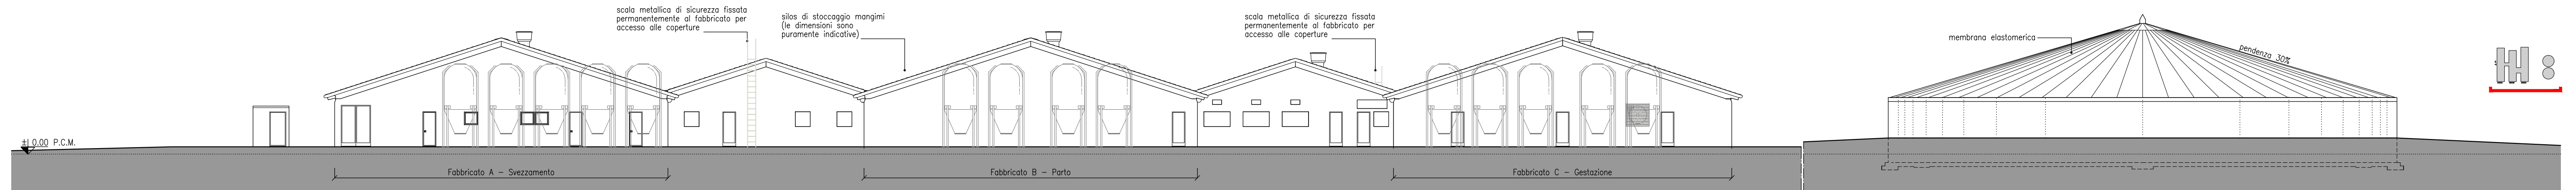 scala metallica di sicurezza fissata
permanentemente al fabbricato per
accesso alle coperture
silos di stoccaggio mangimi
(le dimensioni sono
puramente indicative)
scala metallica di sicurezza fissata
permanentemente al fabbricato per
accesso alle coperture
membrana elastomerica
pendenza 30%
±| 0.00 P.C.M.
Fabbricato A - Svezzamento
Fabbricato B - Parto
Fabbricato C - Gestazione